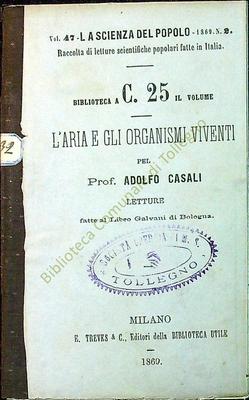 Vol. 47-LA SCIENZA DEL POPOLO-1869. N. 2.
Raccolta di letture scientifiche popolari fatte in Italia.
BIBLIOTECA A C. 25 IL VOLUME
L'ARIA E GLI ORGANISMI VIVENTI
PEL
Prof. ADOLFO CASALI
LETTURE
fatte al Liceo Galvani di Bologna.
Biblioteca Comunale di Tollegno
SOCIETÀ OPERAIA M. S.
TOLLEGNO
MILANO
E. TREVES & C., Editori della BIBLIOTECA UTILE
1869.